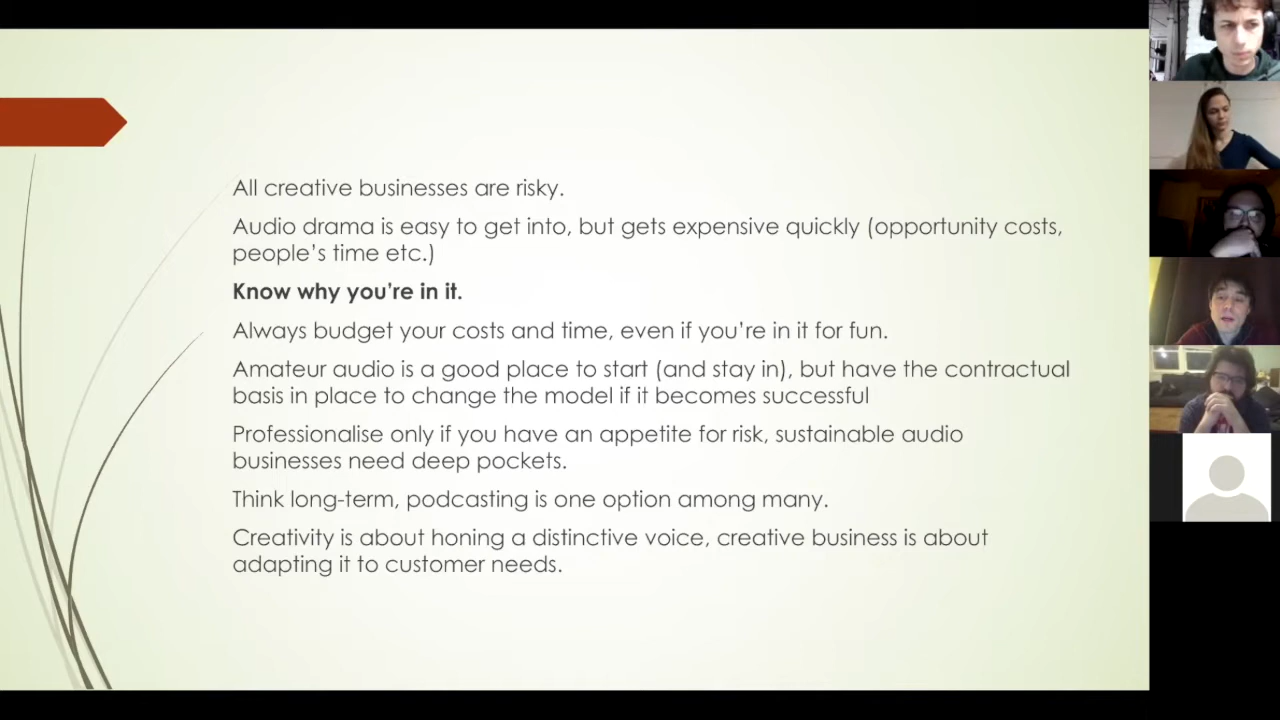 All creative businesses are risky.
Audio drama is easy to get into, but gets expensive quickly (opportunity costs,
people's time etc.)
Know why you're in it.
Always budget your costs and time, even if you're in it for fun.
Amateur audio is a good place to start (and stay in), but have the contractual
basis in place to change the model if it becomes successful
Professionalise only if you have an appetite for risk, sustainable audio
businesses need deep pockets.
Think long-term, podcasting is one option among many.
Creativity is about honing a distinctive voice, creative business is about
adapting it to customer needs.